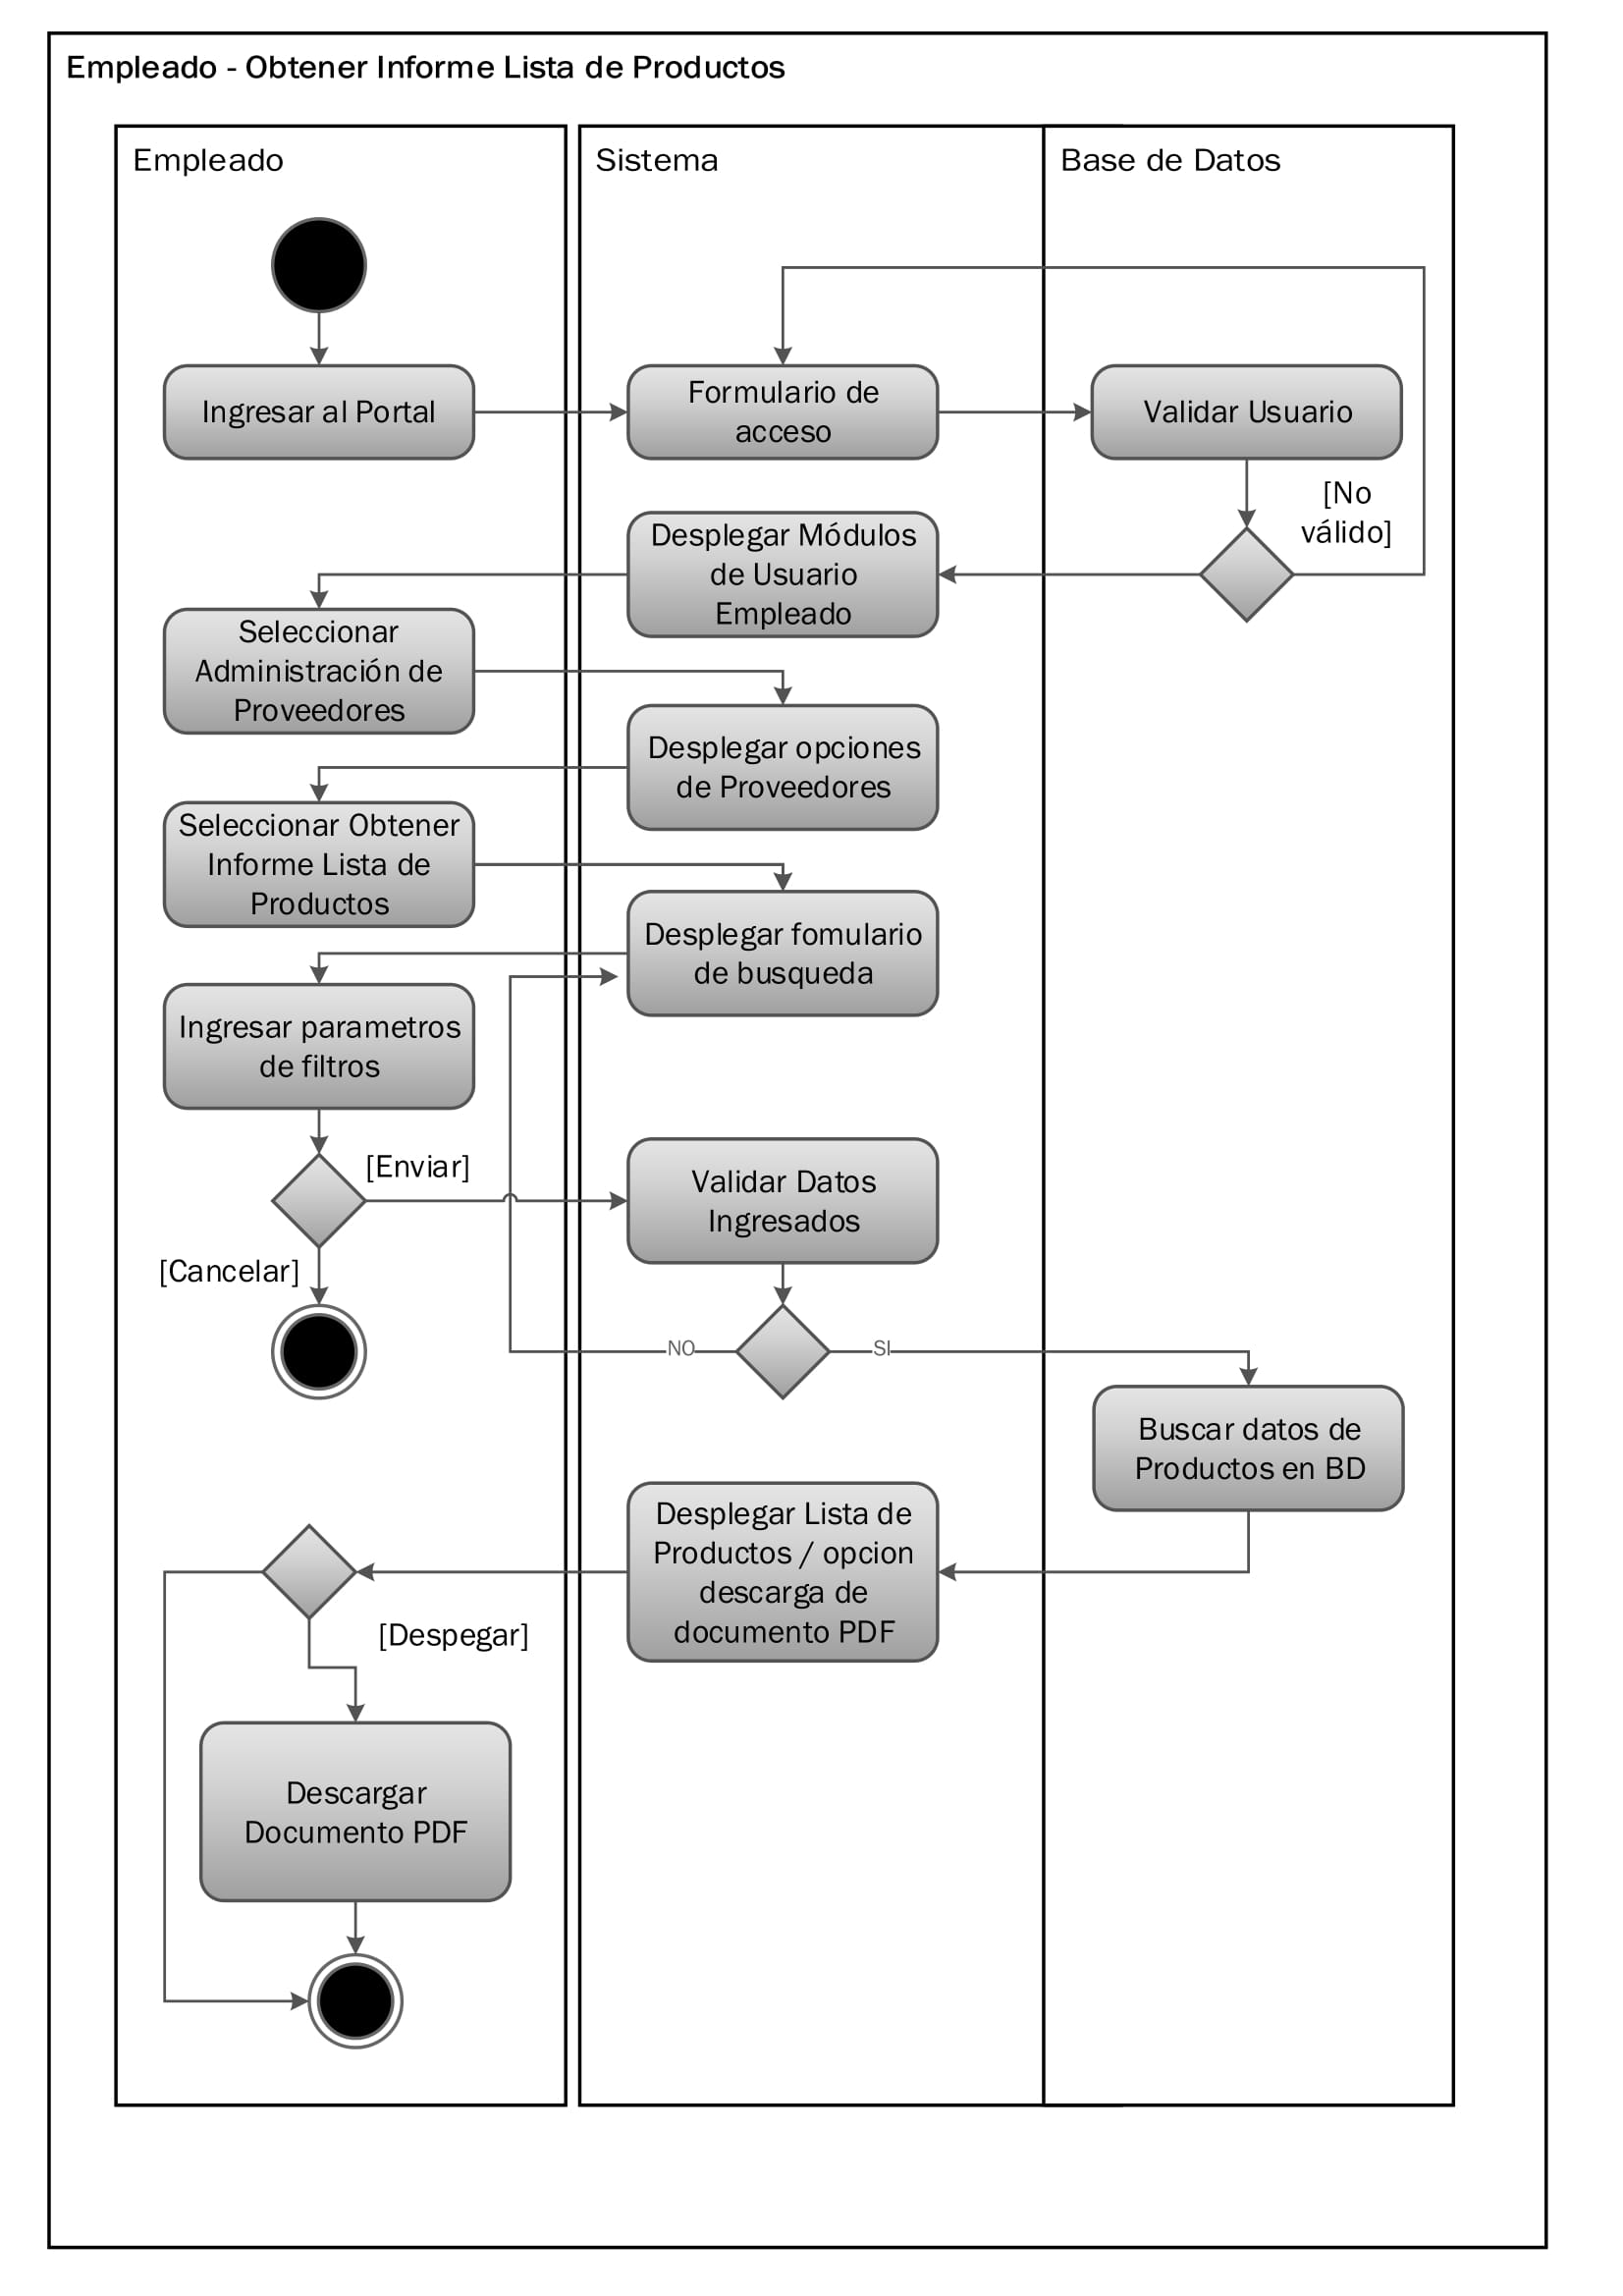 Empleado - Obtener Informe Lista de Productos
Empleado
Sistema
Base de Datos
Ingresar al Portal
Formulario de
acceso
Validar Usuario
[No
válido]
Desplegar Módulos
de Usuario
Empleado
Seleccionar
Administración de
Proveedores
Desplegar opciones
de Proveedores
Seleccionar Obtener
Informe Lista de
Productos
Desplegar fomulario
de busqueda
Ingresar parametros
de filtros
[Enviar]
Validar Datos
Ingresados
[Cancelar]
NO
SI
Buscar datos de
Productos en BD
Desplegar Lista de
Productos / opcion
descarga de
documento PDF
[Despegar]
Descargar
Documento PDF